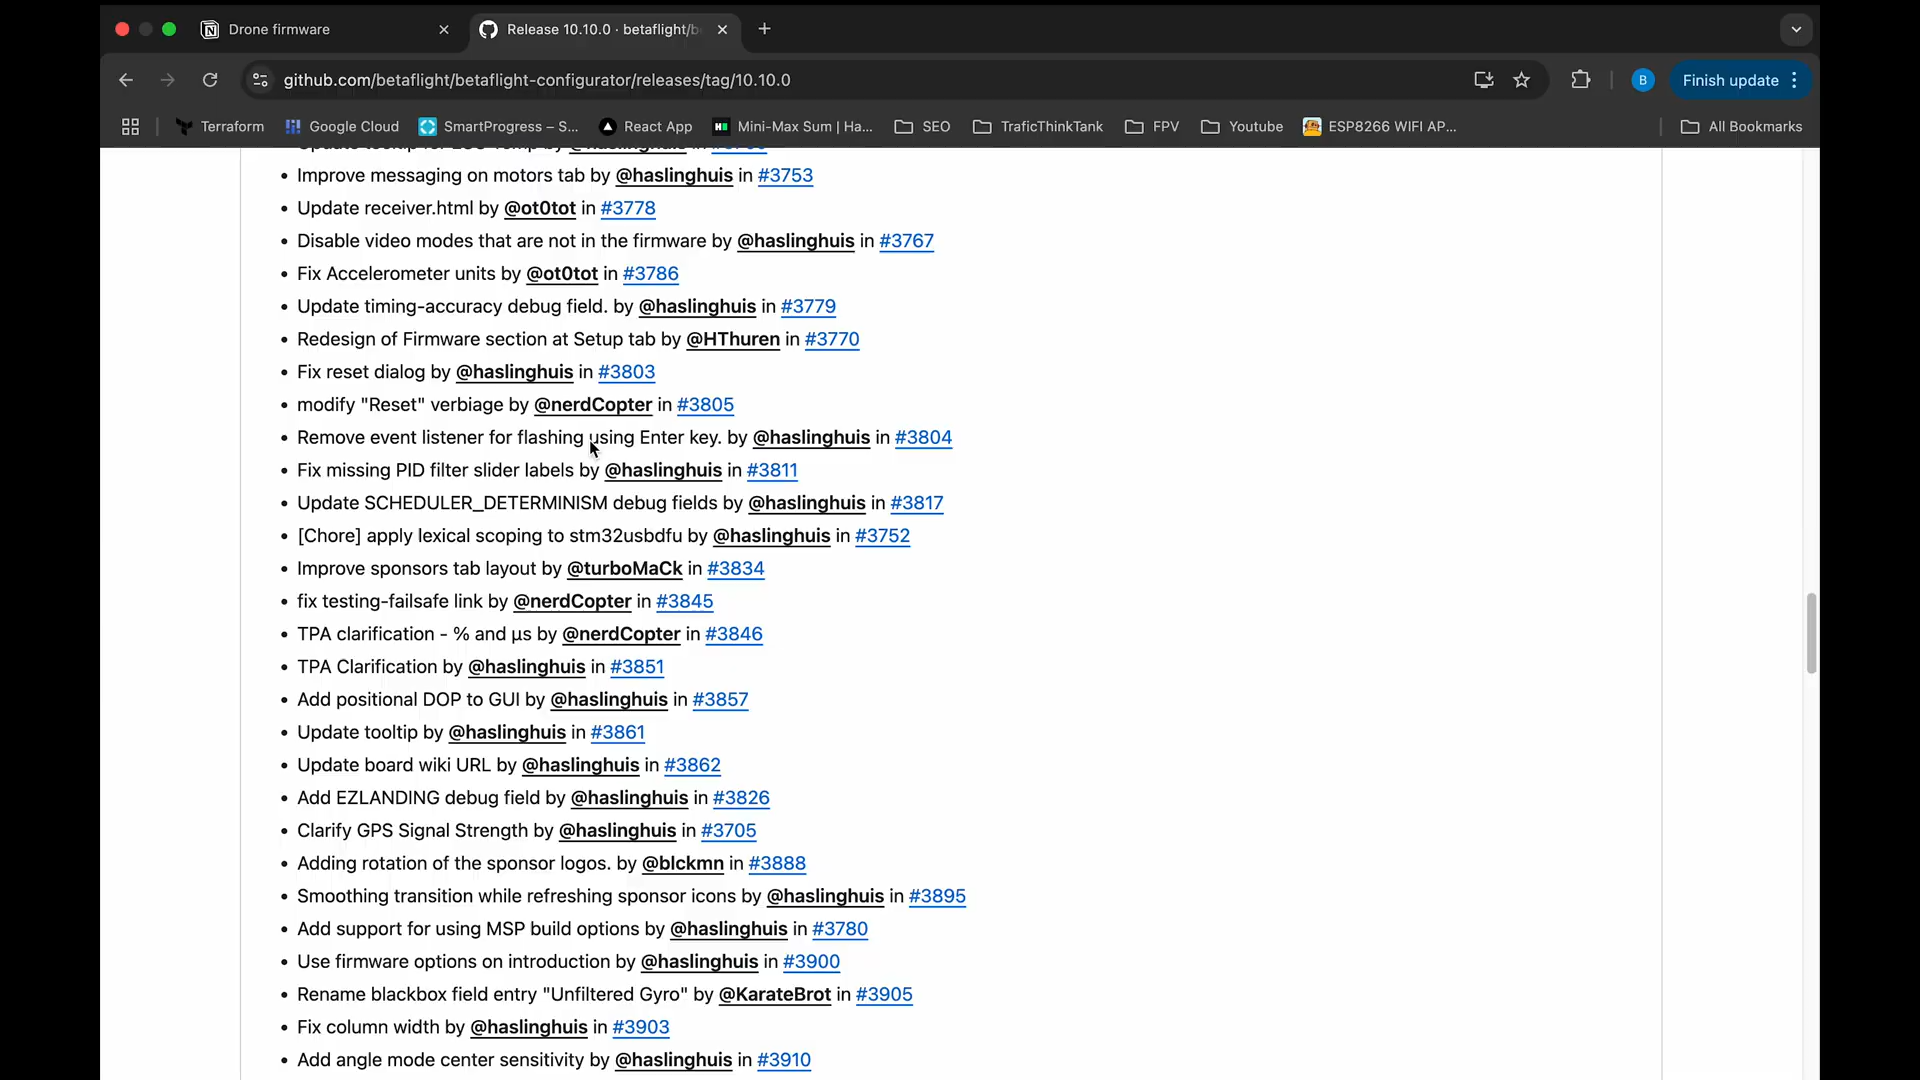 Drone firmware
Release 10.10.0 · betaflight/b
github.com/betaflight/betaflight-configurator/releases/tag/10.10.0
B
Finish update
Terraform
Google Cloud
SmartProgress – S...
React App
Mini-Max Sum | Ha...
SEO
TraficThinkTank
FPV
Youtube
ESP8266 WIFI AP...
All Bookmarks
• Improve messaging on motors tab by @haslinghuis in #3753
• Update receiver.html by @ot0tot in #3778
• Disable video modes that are not in the firmware by @haslinghuis in #3767
• Fix Accelerometer units by @ot0tot in #3786
• Update timing-accuracy debug field. by @haslinghuis in #3779
• Redesign of Firmware section at Setup tab by @HThuren in #3770
• Fix reset dialog by @haslinghuis in #3803
• modify "Reset" verbiage by @nerdCopter in #3805
• Remove event listener for flashing using Enter key. by @haslinghuis in #3804
• Fix missing PID filter slider labels by @haslinghuis in #3811
• Update SCHEDULER_DETERMINISM debug fields by @haslinghuis in #3817
• [Chore] apply lexical scoping to stm32usbdfu by @haslinghuis in #3752
• Improve sponsors tab layout by @turboMaCk in #3834
• fix testing-failsafe link by @nerdCopter in #3845
• TPA clarification - % and µs by @nerdCopter in #3846
• TPA Clarification by @haslinghuis in #3851
• Add positional DOP to GUI by @haslinghuis in #3857
• Update tooltip by @haslinghuis in #3861
• Update board wiki URL by @haslinghuis in #3862
• Add EZLANDING debug field by @haslinghuis in #3826
• Clarify GPS Signal Strength by @haslinghuis in #3705
• Adding rotation of the sponsor logos. by @blckmn in #3888
• Smoothing transition while refreshing sponsor icons by @haslinghuis in #3895
• Add support for using MSP build options by @haslinghuis in #3780
• Use firmware options on introduction by @haslinghuis in #3900
• Rename blackbox field entry "Unfiltered Gyro" by @KarateBrot in #3905
• Fix column width by @haslinghuis in #3903
• Add angle mode center sensitivity by @haslinghuis in #3910